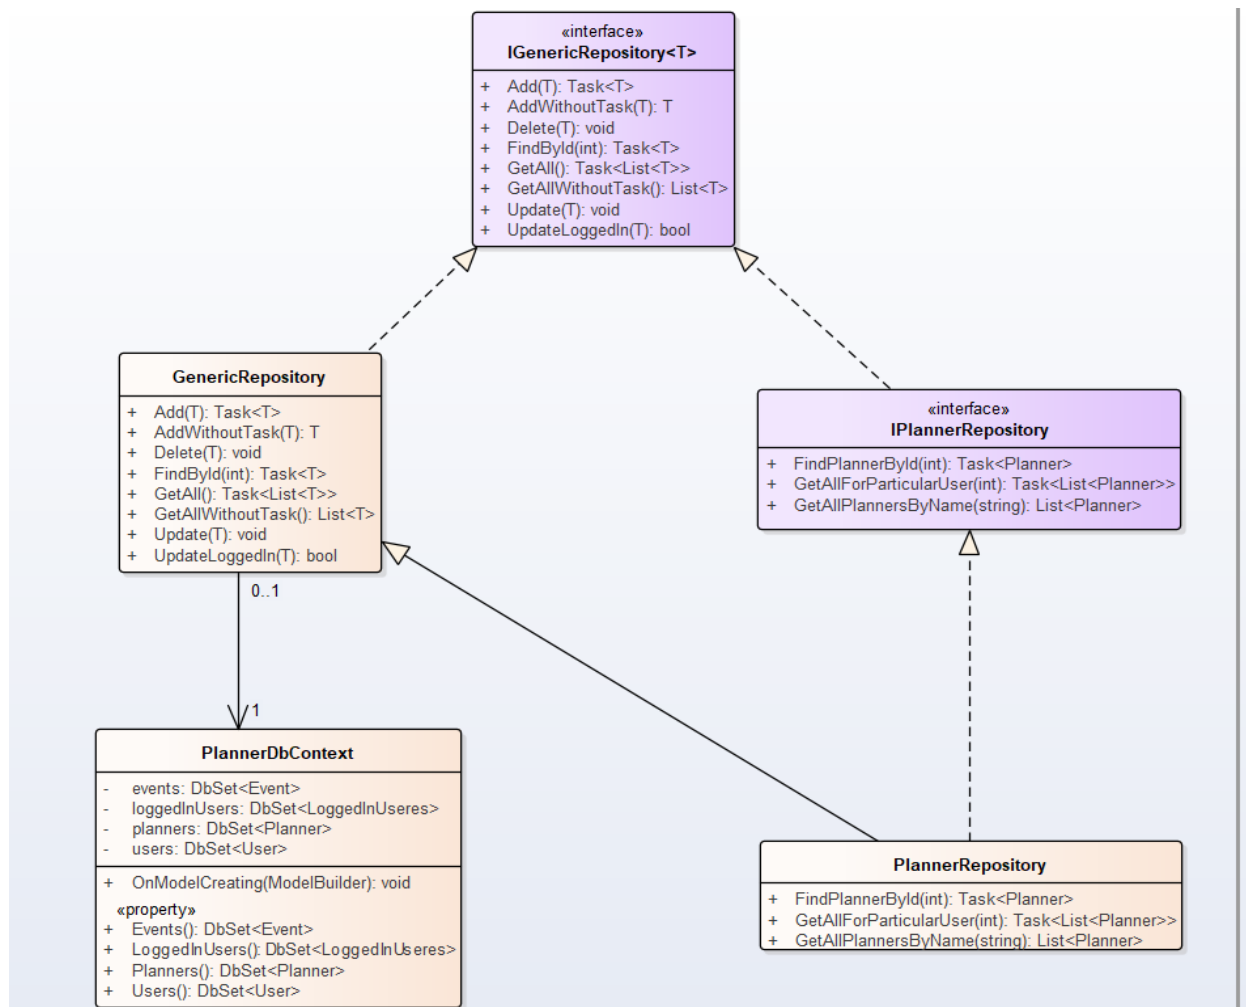 «interface»
IGenericRepository<T>
+ Add(T): Task<T>
+ AddWithoutTask(T): T
+ Delete(T): void
+ FindById(int): Task<T>
+ GetAll(): Task<List<T>>
+ GetAllWithoutTask(): List<T>
+ Update(T): void
+ UpdateLoggedIn(T): bool
GenericRepository
+ Add(T): Task<T>
+ AddWithoutTask(T): T
+ Delete(T): void
+ FindById(int): Task<T>
+ GetAll(): Task<List<T>>
+ GetAllWithoutTask(): List<T>
+ Update(T): void
+ UpdateLoggedIn(T): bool
«interface»
IPlannerRepository
+ FindPlannerById(int): Task<Planner>
+ GetAllForParticularUser(int): Task<List<Planner>>
+ GetAllPlannersByName(string): List<Planner>
0..1
1
PlannerDbContext
- events: DbSet<Event>
- loggedInUsers: DbSet<LoggedInUseres>
- planners: DbSet<Planner>
- users: DbSet<User>
+ OnModelCreating(ModelBuilder): void
«property»
+ Events(): DbSet<Event>
+ LoggedInUsers(): DbSet<LoggedInUseres>
+ Planners(): DbSet<Planner>
+ Users(): DbSet<User>
PlannerRepository
+ FindPlannerById(int): Task<Planner>
+ GetAllForParticularUser(int): Task<List<Planner>>
+ GetAllPlannersByName(string): List<Planner>